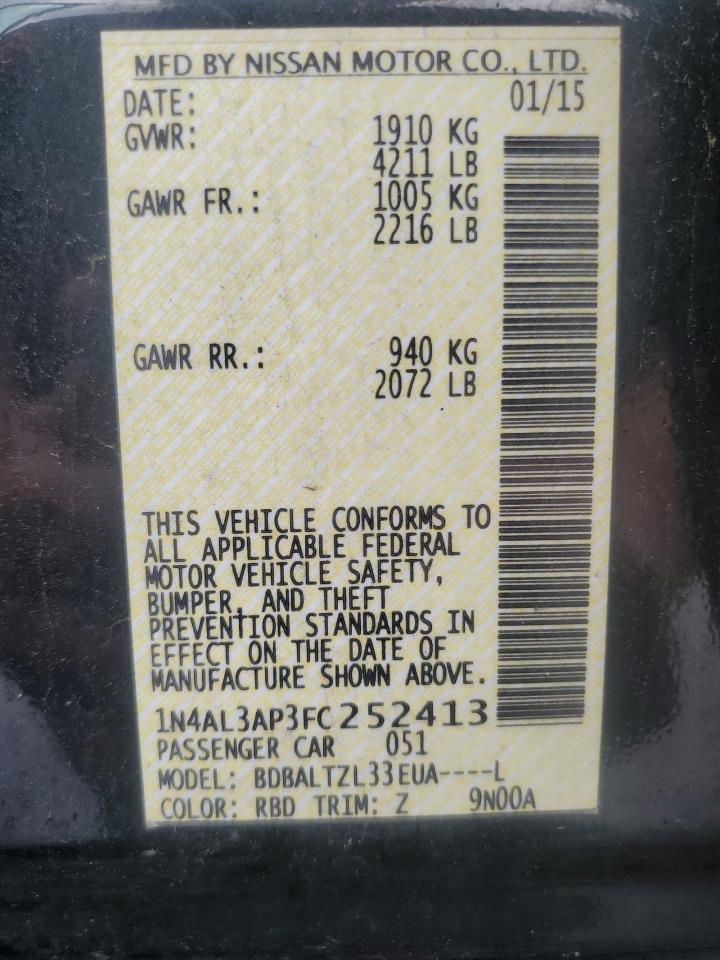 MFD BY NISSAN MOTOR CO., LTD.
DATE: 01/15
GVWR: 1910 KG
4211 LB
GAWR FR.: 1005 KG
2216 LB
GAWR RR.: 940 KG
2072 LB
THIS VEHICLE CONFORMS TO
ALL APPLICABLE FEDERAL
MOTOR VEHICLE SAFETY,
BUMPER, AND THEFT
PREVENTION STANDARDS IN
EFFECT ON THE DATE OF
MANUFACTURE SHOWN ABOVE.
1N4AL3AP3FC252413
PASSENGER CAR 051
MODEL: BDBALTZL33EUA----L
COLOR: RBD TRIM: Z 9N00A